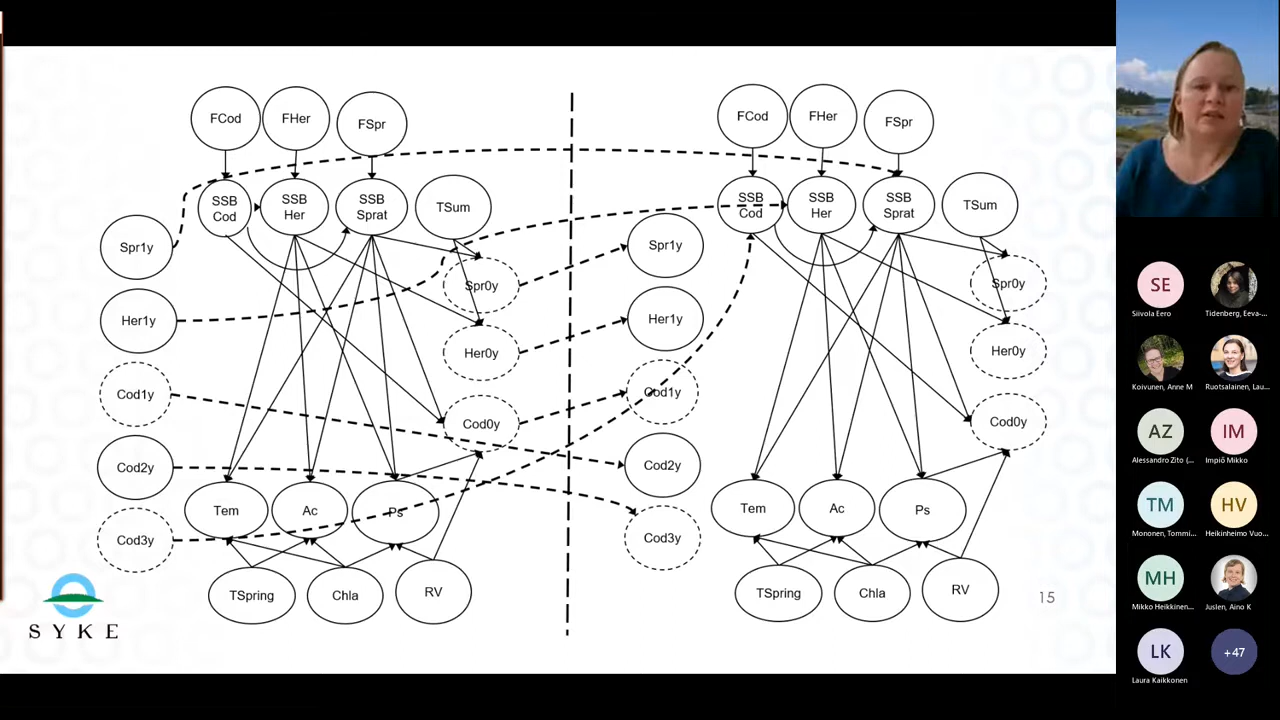 FCod
FHer
FSpr
SSB
Cod
SSB
Her
SSB
Sprat
TSum
Spr1y
Her1y
Cod1y
Cod2y
Cod3y
Spr0y
Her0y
Cod0y
Tem
Ac
Ps
TSpring
Chla
RV
FCod
FHer
FSpr
SSB
Cod
SSB
Her
SSB
Sprat
TSum
Spr1y
Her1y
Cod1y
Cod2y
Cod3y
Spr0y
Her0y
Cod0y
Tem
Ac
Ps
TSpring
Chla
RV
15
SYKE
SE
Siivola Eero
Tidenberg, Eeva-...
Koivunen, Anne M
Ruotsalainen, Lau...
AZ
Alessandro Zito (...
IM
Impiö Mikko
TM
Mononen, Tommi...
HV
Heikinheimo Vuo...
MH
Mikko Heikkinen...
Juslen, Aino K
LK
Laura Kaikkonen
+47